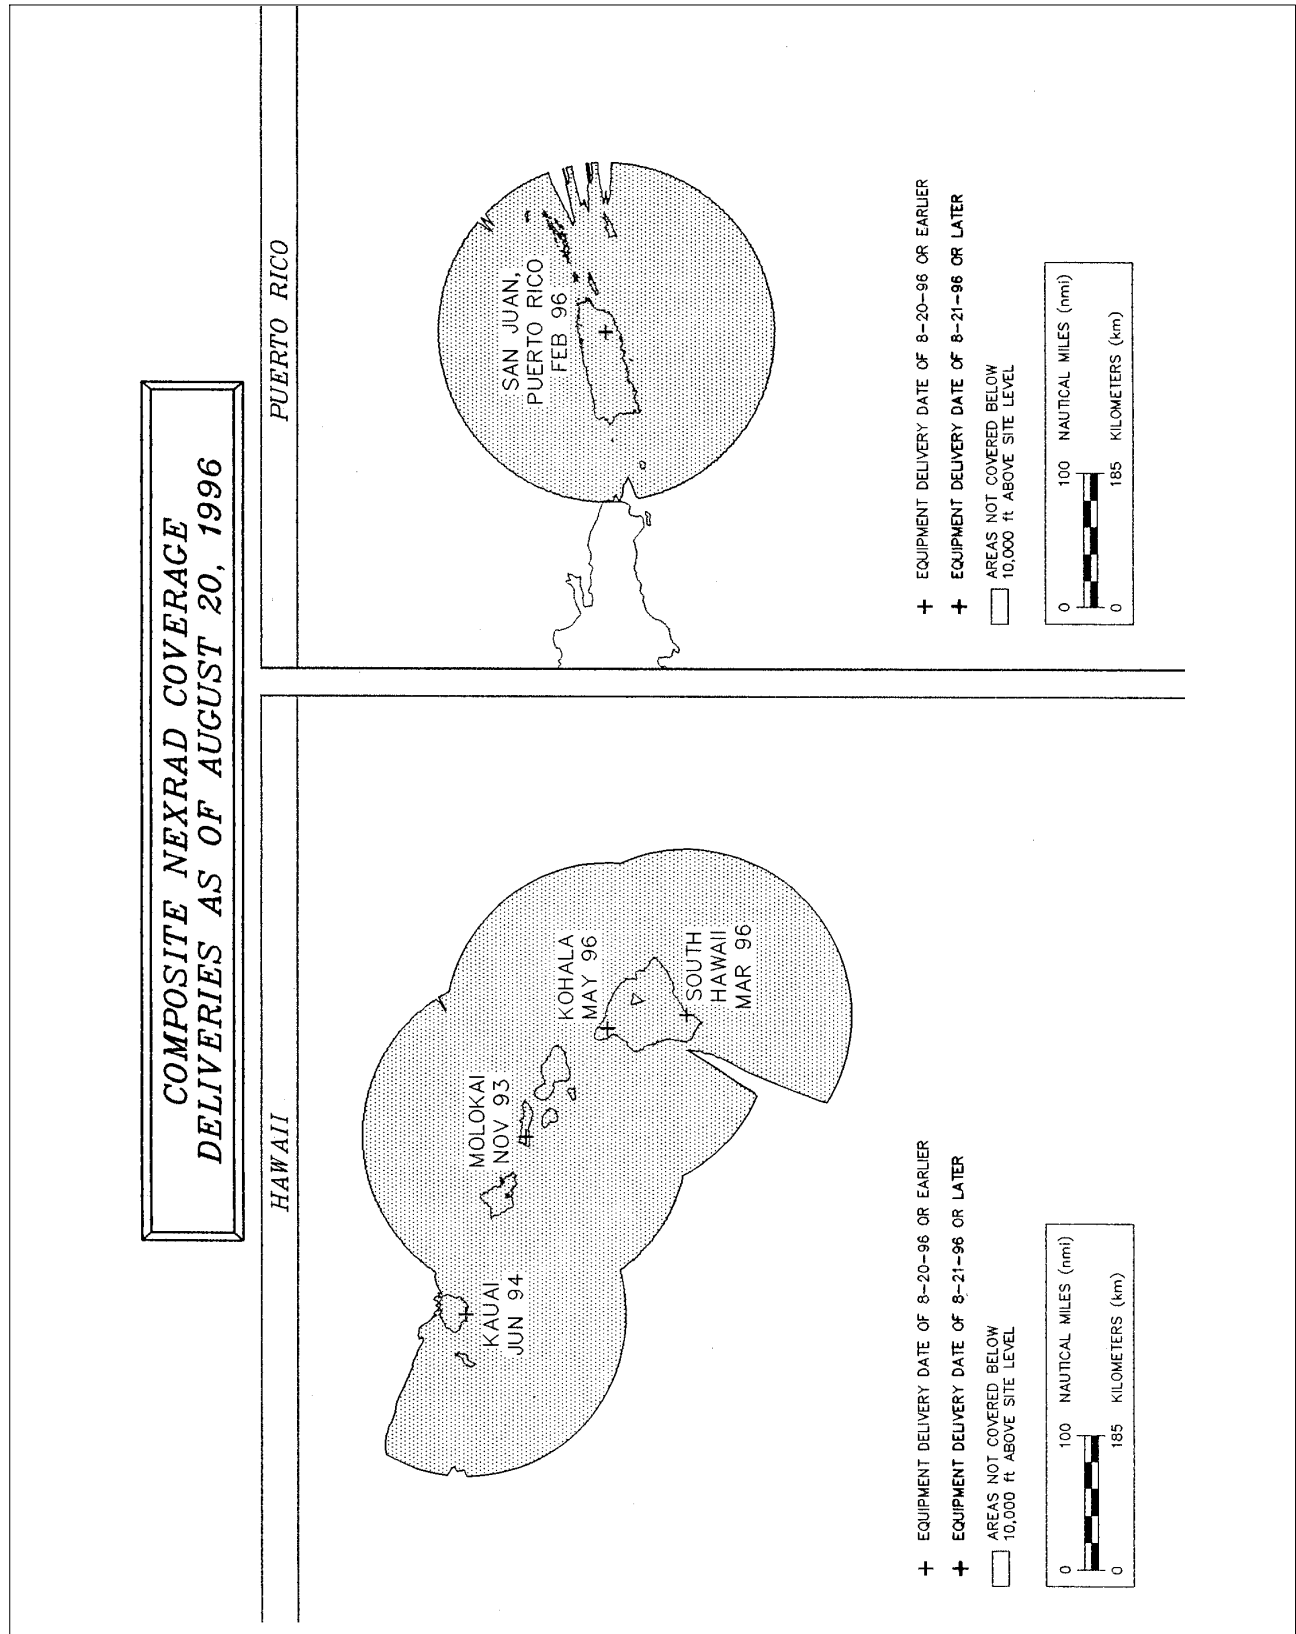 COMPOSITE NEXRAD COVERAGE
DELIVERIES AS OF AUGUST 20, 1996
HAWAII
KAUAI
JUN 94
MOLOKAI
NOV 93
KOHALA
MAY 96
SOUTH
HAWAII
MAR 96
+ EQUIPMENT DELIVERY DATE OF 8-20-96 OR EARLIER
+ EQUIPMENT DELIVERY DATE OF 8-21-96 OR LATER
AREAS NOT COVERED BELOW
10,000 ft ABOVE SITE LEVEL
0 100 NAUTICAL MILES (nmi)
0 185 KILOMETERS (km)
PUERTO RICO
SAN JUAN,
PUERTO RICO
FEB 96
+ EQUIPMENT DELIVERY DATE OF 8-20-96 OR EARLIER
+ EQUIPMENT DELIVERY DATE OF 8-21-96 OR LATER
AREAS NOT COVERED BELOW
10,000 ft ABOVE SITE LEVEL
0 100 NAUTICAL MILES (nmi)
0 185 KILOMETERS (km)